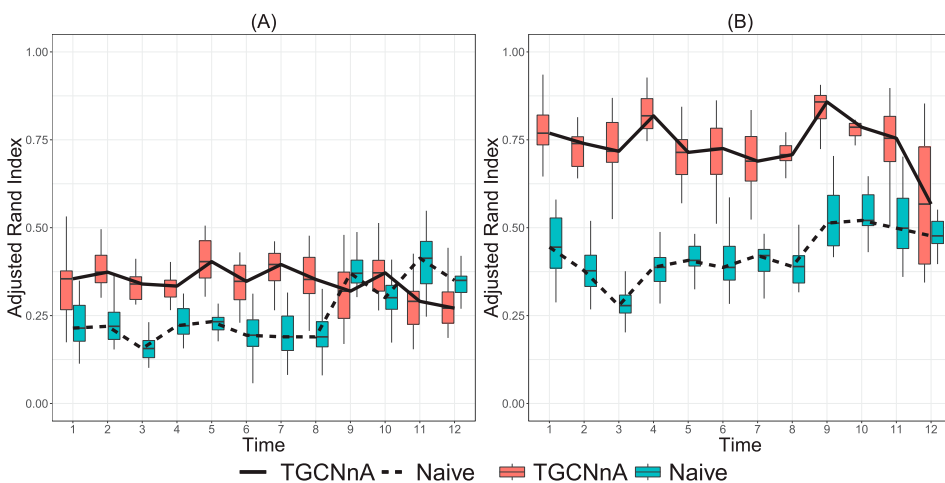 (A)
(B)
Adjusted Rand Index
1.00
0.75
0.50
0.25
0.00
1 2 3 4 5 6 7 8 9 10 11 12
Time
Adjusted Rand Index
1.00
0.75
0.50
0.25
0.00
1 2 3 4 5 6 7 8 9 10 11 12
Time
TGCNnA Naive TGCNnA Naive